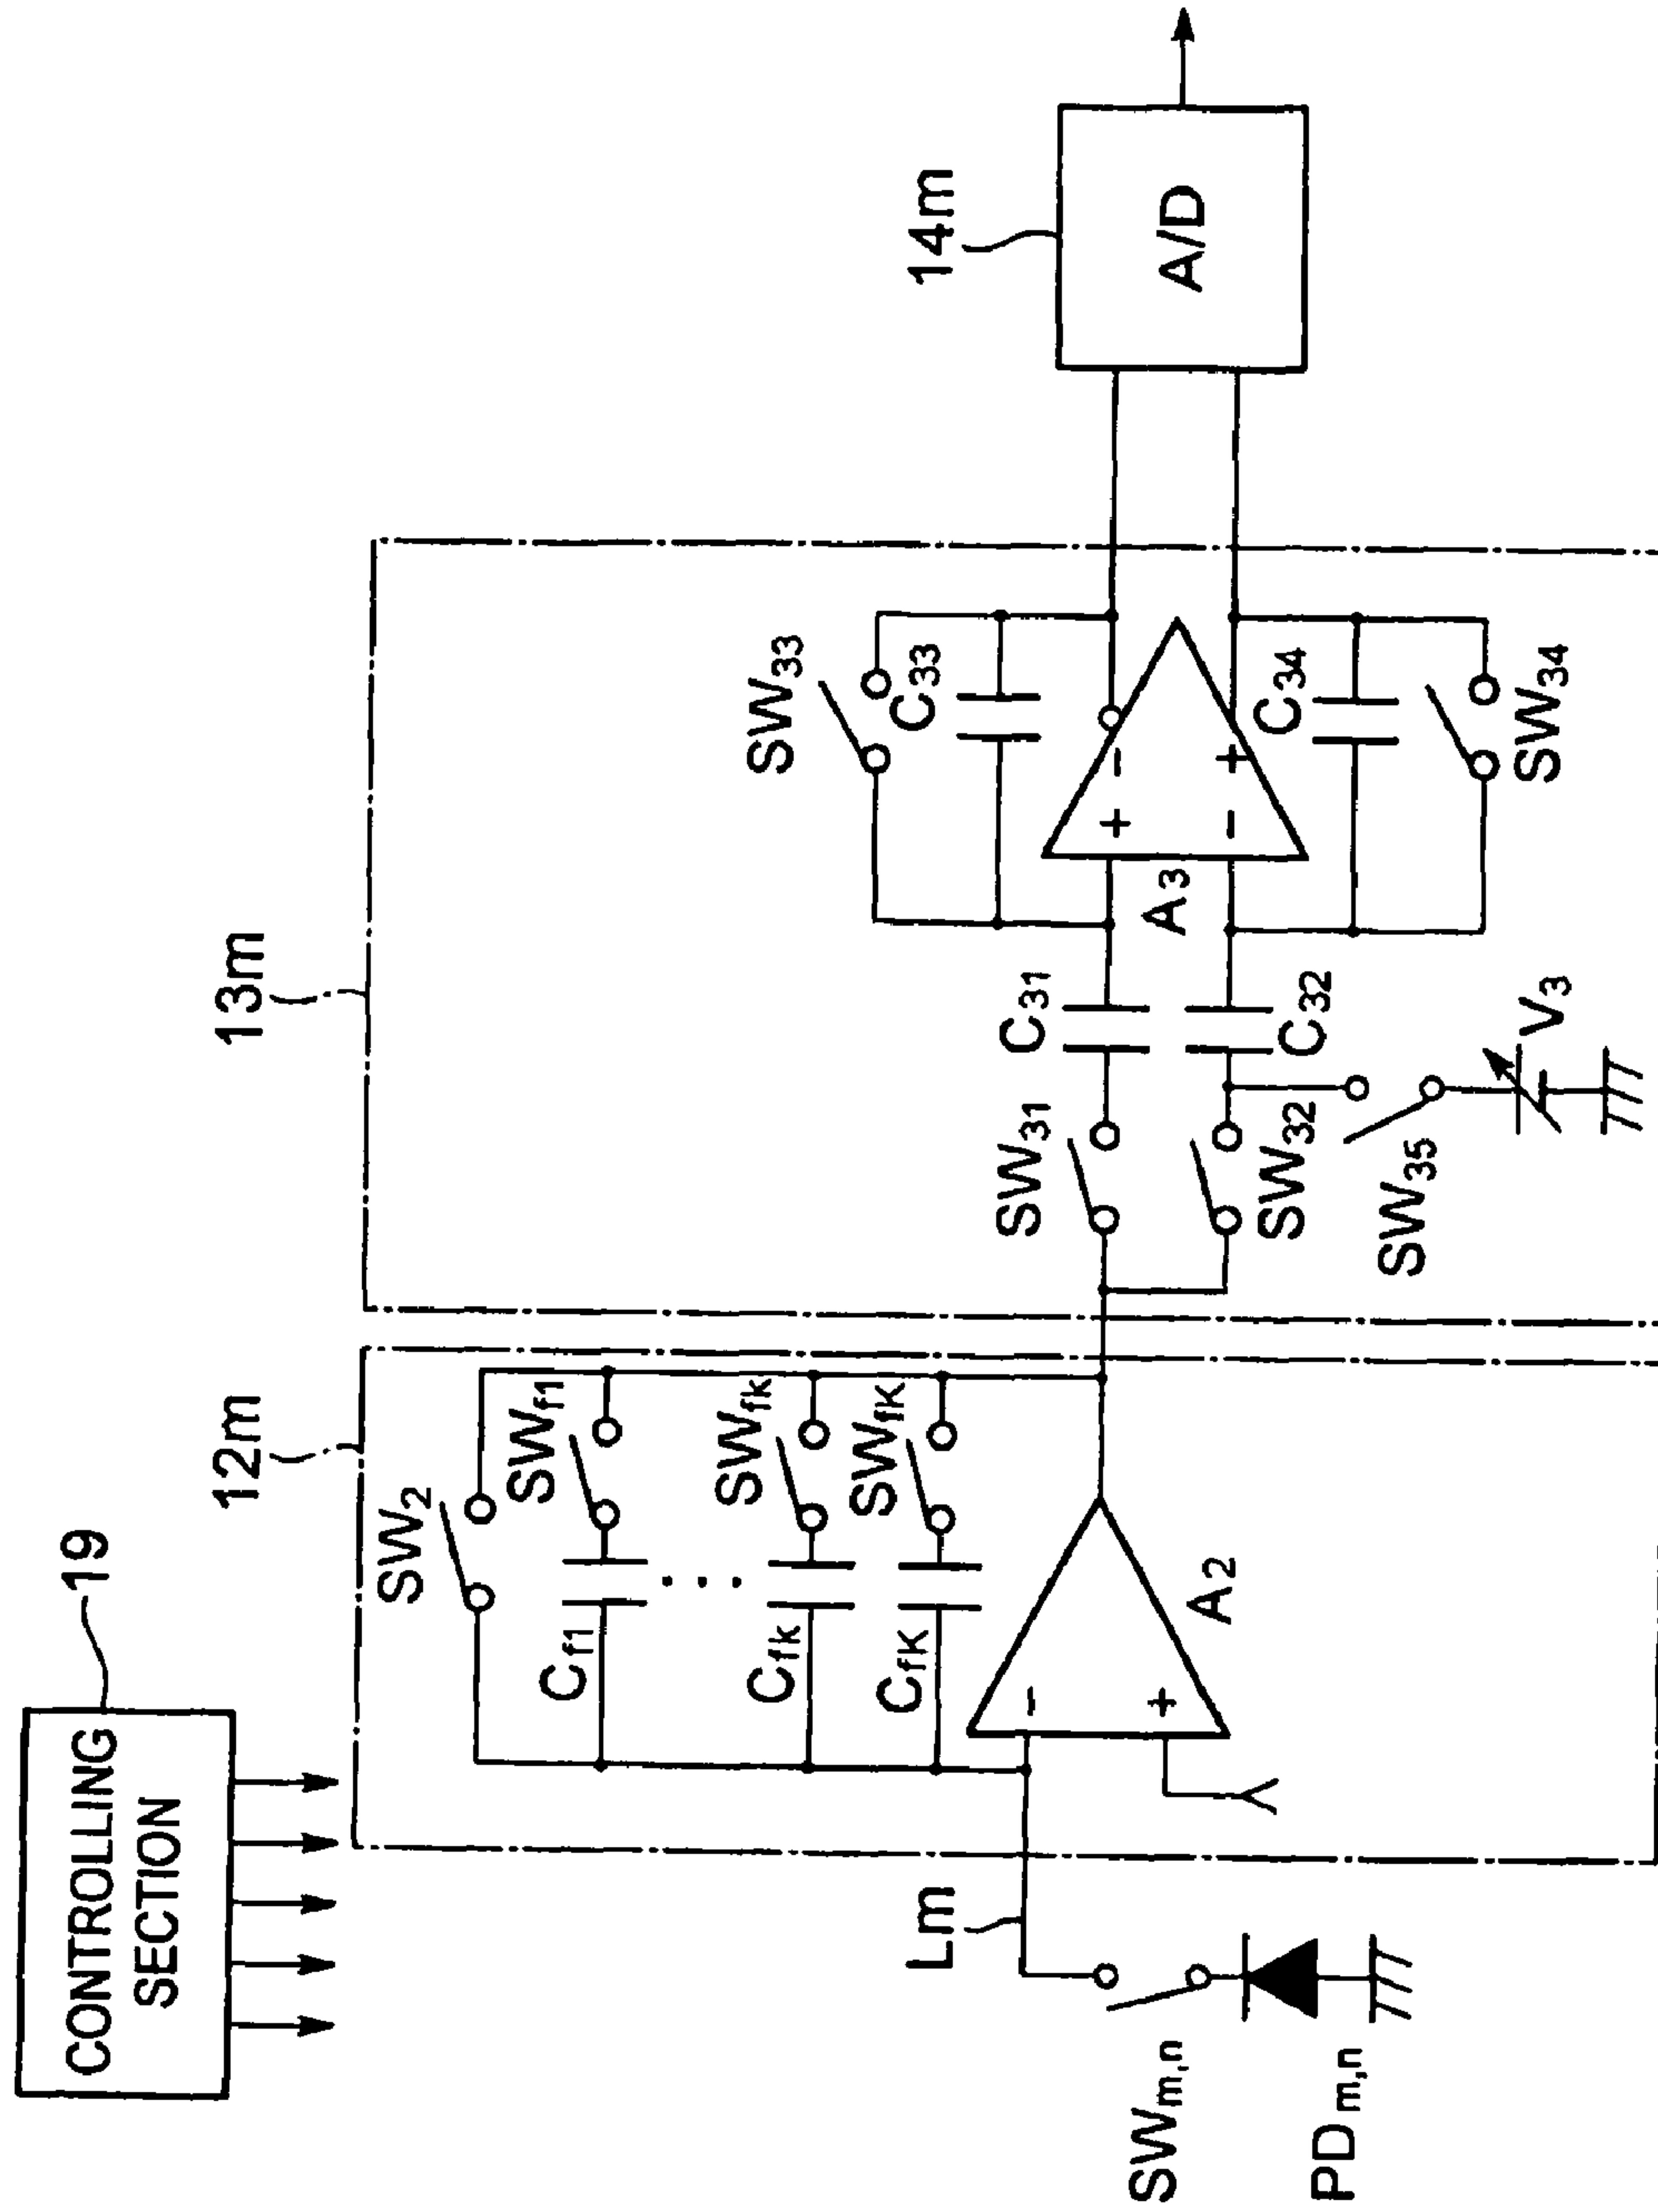 CONTROLLING
SECTION
19
12m
13m
14m
SW2
SWf1
Cf1
...
SWfk
Cfk
SWfK
CfK
A2
-
+
Lm
SWm,n
PDm,n
SW31
SW32
SW35
V3
C31
C32
A3
+ -
- +
SW33
C33
C34
SW34
A/D